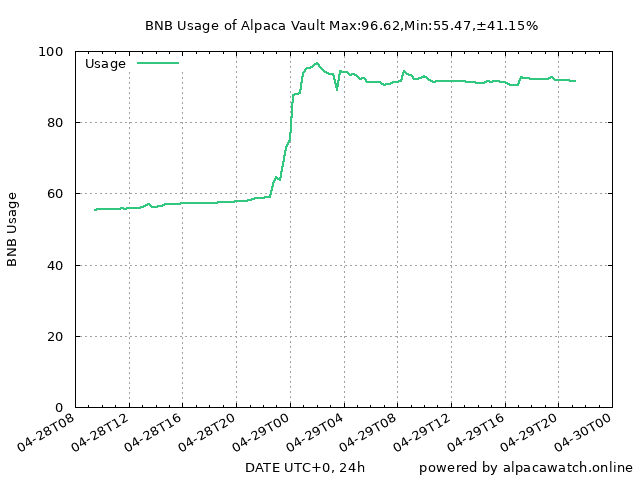 BNB Usage of Alpaca Vault Max:96.62,Min:55.47,±41.15%
Usage
100
80
60
40
20
0
BNB Usage
04-28T08
04-28T12
04-28T16
04-28T20
04-29T00
04-29T04
04-29T08
04-29T12
04-29T16
04-29T20
04-30T00
DATE UTC+0, 24h
powered by alpacawatch.online